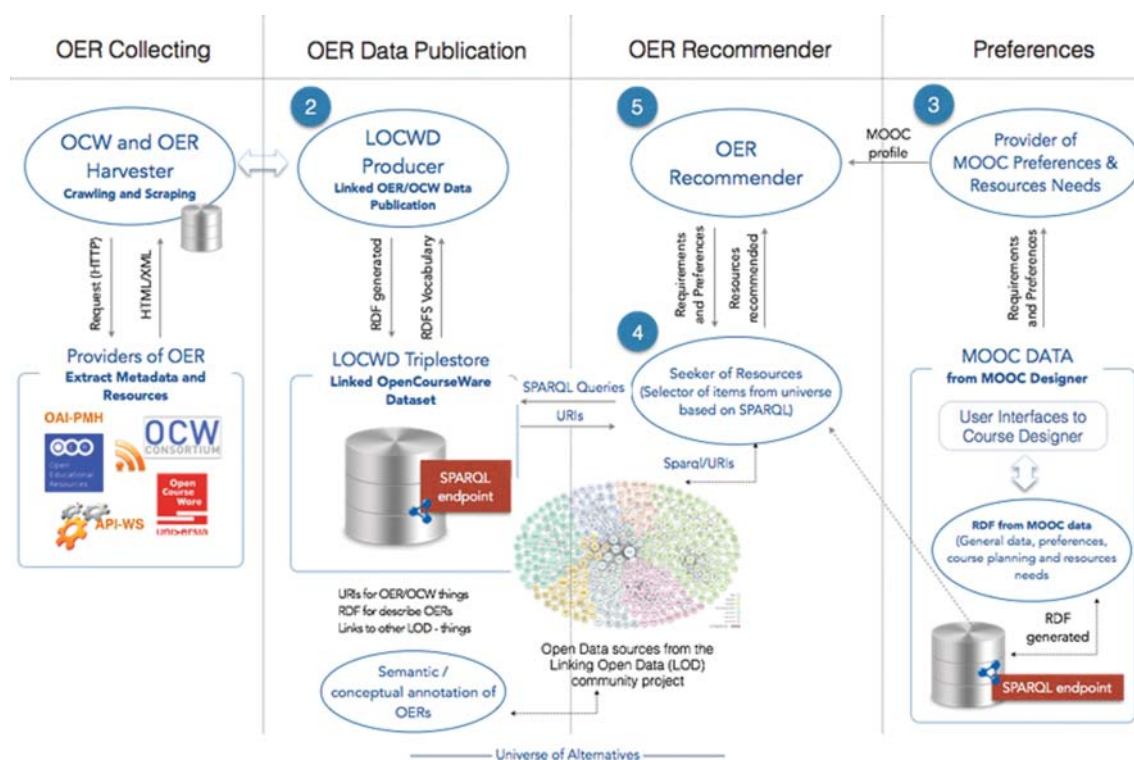 OER Collecting
OER Data Publication
OER Recommender
Preferences
OCW and OER
Harvester
Crawling and Scraping
Request (HTTP)
HTML/XML
Providers of OER
Extract Metadata and
Resources
OAI-PMH
Open
Educational
Resources
OCW
CONSORTIUM
Open
Course
Ware
universia
API-WS
2
LOCWD
Producer
Linked OER/OCW Data
Publication
RDF generated
RDFS Vocabulary
LOCWD Triplestore
Linked OpenCourseWare
Dataset
SPARQL
endpoint
URIs for OER/OCW things
RDF for describe OERs
Links to other LOD - things
Semantic /
conceptual annotation of
OERs
5
OER
Recommender
Requirements
and Preferences
Resources
recommended
4
Seeker of Resources
(Selector of items from universe
based on SPARQL)
SPARQL Queries
URIs
Sparql/URIs
Open Data sources from the
Linking Open Data (LOD)
community project
MOOC
profile
3
Provider of
MOOC Preferences &
Resources Needs
Requirements
and Preferences
MOOC DATA
from MOOC Designer
User Interfaces to
Course Designer
RDF from MOOC data
(General data, preferences,
course planning and resources
needs
RDF
generated
SPARQL endpoint
Universe of Alternatives